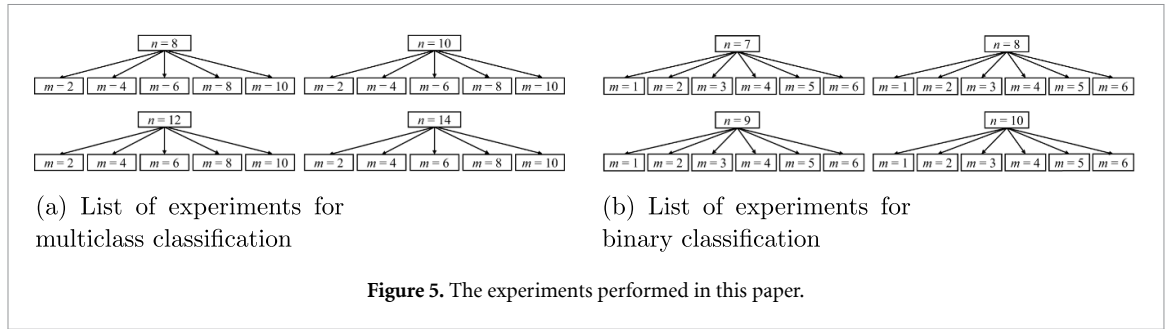 n = 8
m − 2 m − 4 m − 6 m − 8 m − 10
n = 10
m − 2 m − 4 m − 6 m − 8 m − 10
n = 12
m = 2 m = 4 m = 6 m = 8 m = 10
n = 14
m = 2 m = 4 m = 6 m = 8 m = 10
(a) List of experiments for
multiclass classification
n = 7
m = 1 m = 2 m = 3 m = 4 m = 5 m = 6
n = 8
m = 1 m = 2 m = 3 m = 4 m = 5 m = 6
n = 9
m = 1 m = 2 m = 3 m = 4 m = 5 m = 6
n = 10
m = 1 m = 2 m = 3 m = 4 m = 5 m = 6
(b) List of experiments for
binary classification
Figure 5. The experiments performed in this paper.